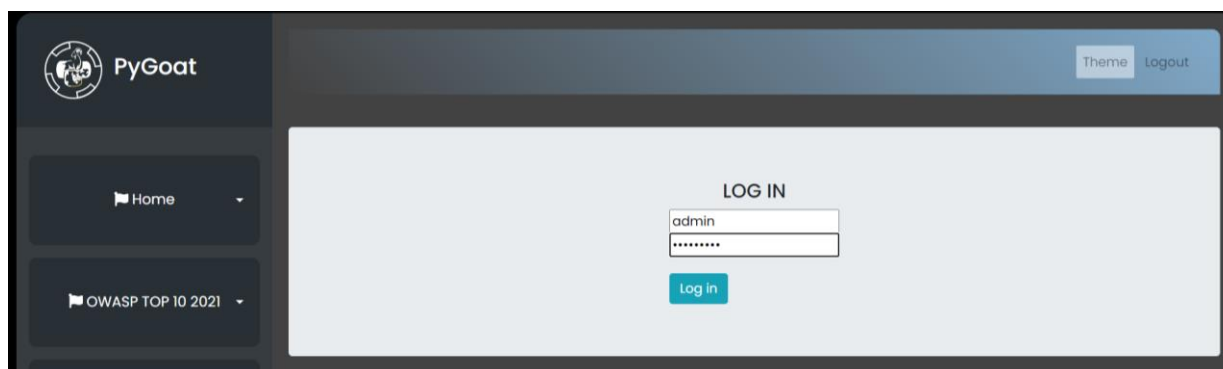 PyGoat
Theme Logout
Home
LOG IN
admin
•••••••••
Log in
OWASP TOP 10 2021